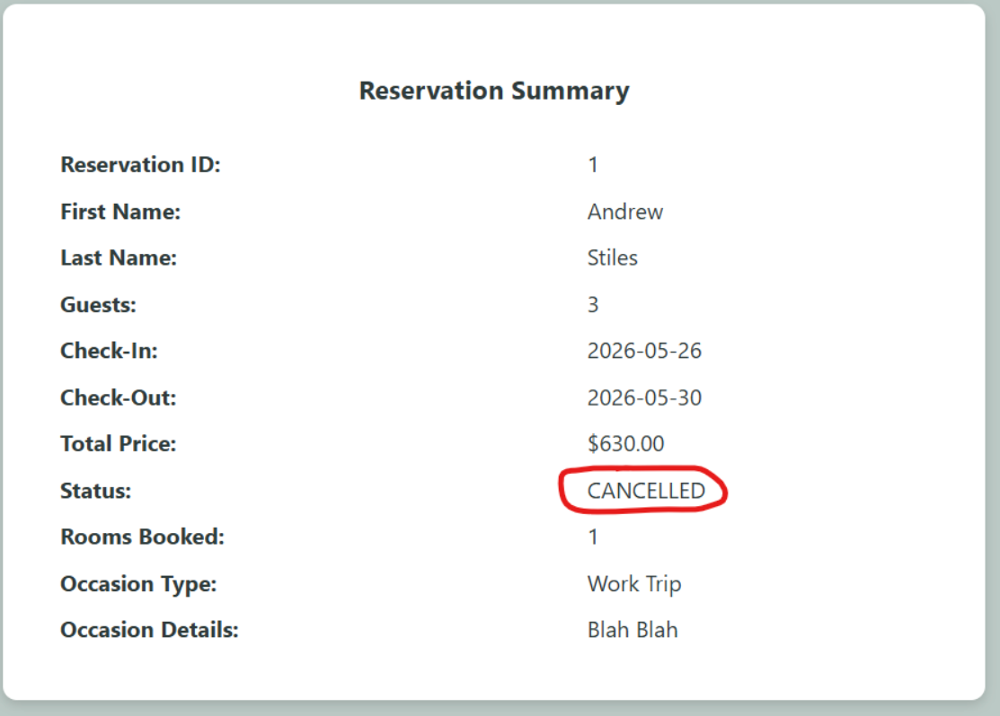 Reservation Summary
Reservation ID: 1
First Name: Andrew
Last Name: Stiles
Guests: 3
Check-In: 2026-05-26
Check-Out: 2026-05-30
Total Price: $630.00
Status: CANCELLED
Rooms Booked: 1
Occasion Type: Work Trip
Occasion Details: Blah Blah